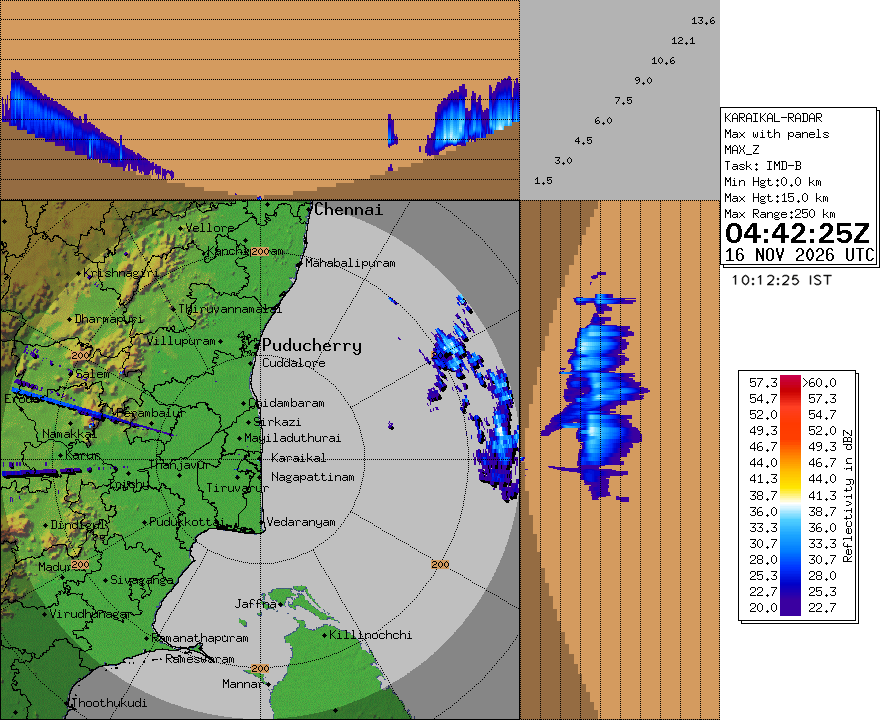 13.6
12.1
10.6
9.0
7.5
6.0
4.5
3.0
1.5
KARAIKAL-RADAR
Max with panels
MAX_Z
Task: IMD-B
Min Hgt:0.0 km
Max Hgt:15.0 km
Max Range:250 km
04:42:25Z
16 NOV 2026 UTC
10:12:25 IST
Chennai
Vellore
200
Mahabalipuram
Krishnagiri
Thiruvannamalai
Dharmapuri
Villupuram
Puducherry
200
Cuddalore
Salem
Chidambaram
Perambalur
Sirkazi
Namakkal
Mayiladuthurai
Karur
Karaikal
Thanjavur
Nagapattinam
Tiruvarur
Pudukkottai
Vedaranyam
Dindigul
200
200
Sivaganga
Jaffna
Virudhunagar
Killinochchi
Ramanathapuram
Rameswaram
200
Mannar
Thoothukudi
57.3 >60.0
54.7 57.3
52.0 54.7
49.3 52.0
46.7 49.3
44.0 46.7
41.3 44.0
38.7 41.3
36.0 38.7
33.3 36.0
30.7 33.3
28.0 30.7
25.3 28.0
22.7 25.3
20.0 22.7
Reflectivity in dBZ